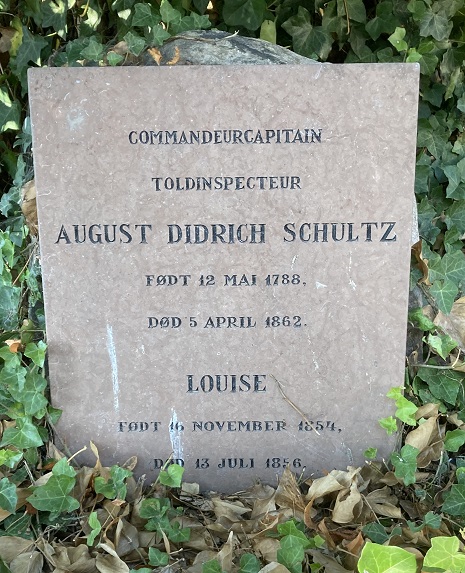 COMMANDEURCAPITAIN
TOLDINSPECTEUR
AUGUST DIDRICH SCHULTZ
FØDT 12 MAI 1788,
DØD 5 APRIL 1862.
LOUISE
FØDT 16 NOVEMBER 1854,
DØD 13 JULI 1856.